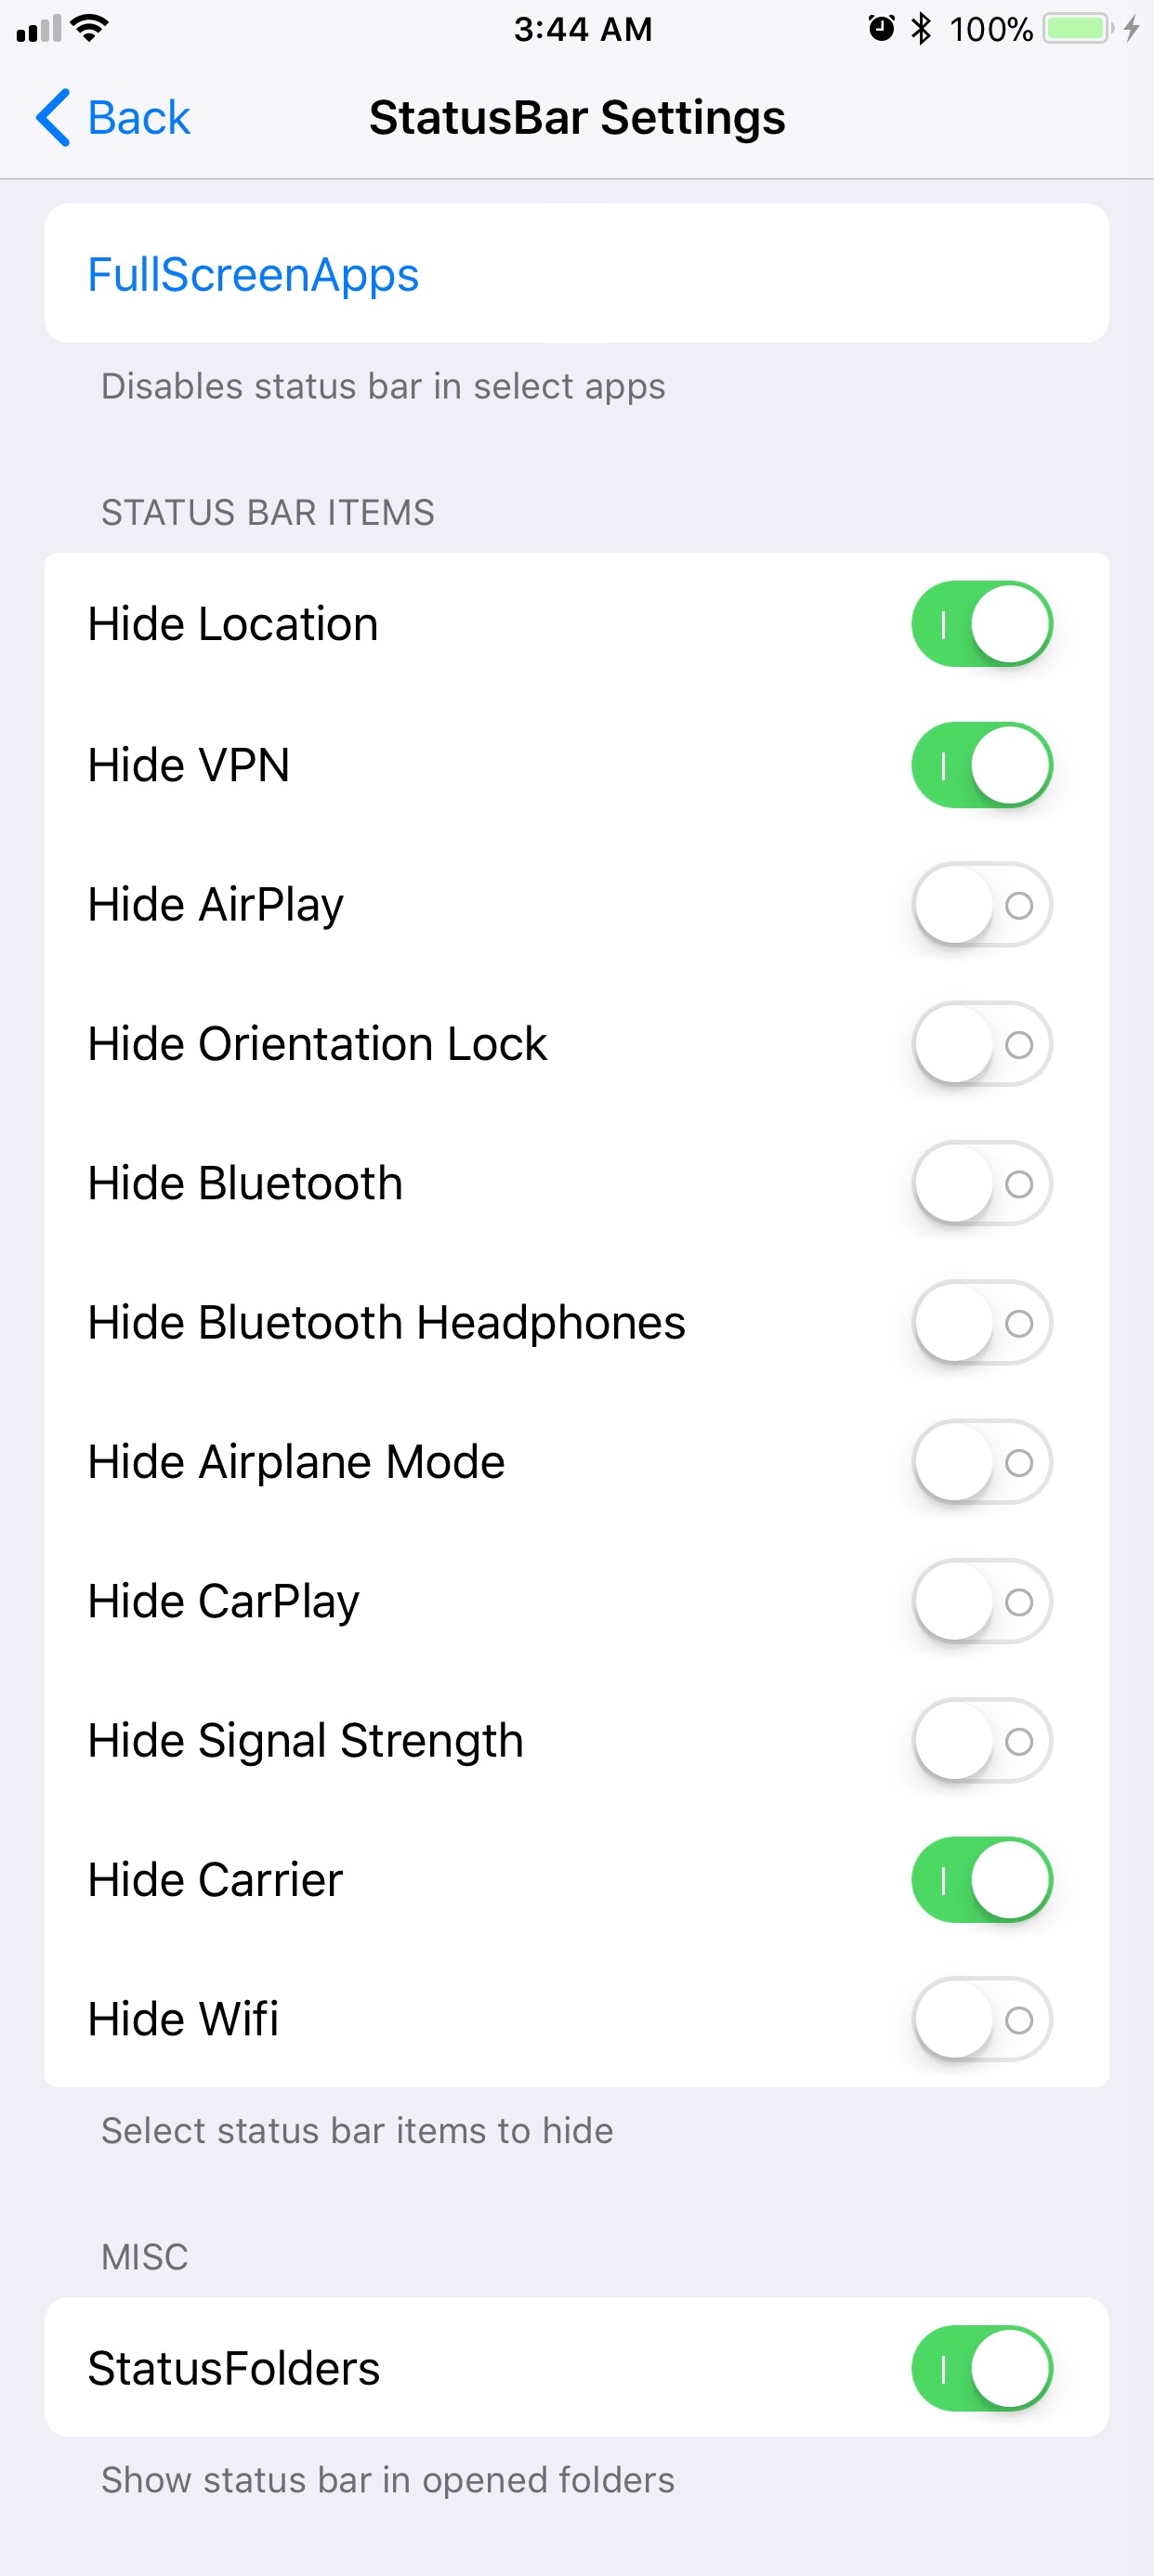 3:44 AM 100%
Back StatusBar Settings
FullScreenApps
Disables status bar in select apps
STATUS BAR ITEMS
Hide Location
Hide VPN
Hide AirPlay
Hide Orientation Lock
Hide Bluetooth
Hide Bluetooth Headphones
Hide Airplane Mode
Hide CarPlay
Hide Signal Strength
Hide Carrier
Hide Wifi
Select status bar items to hide
MISC
StatusFolders
Show status bar in opened folders